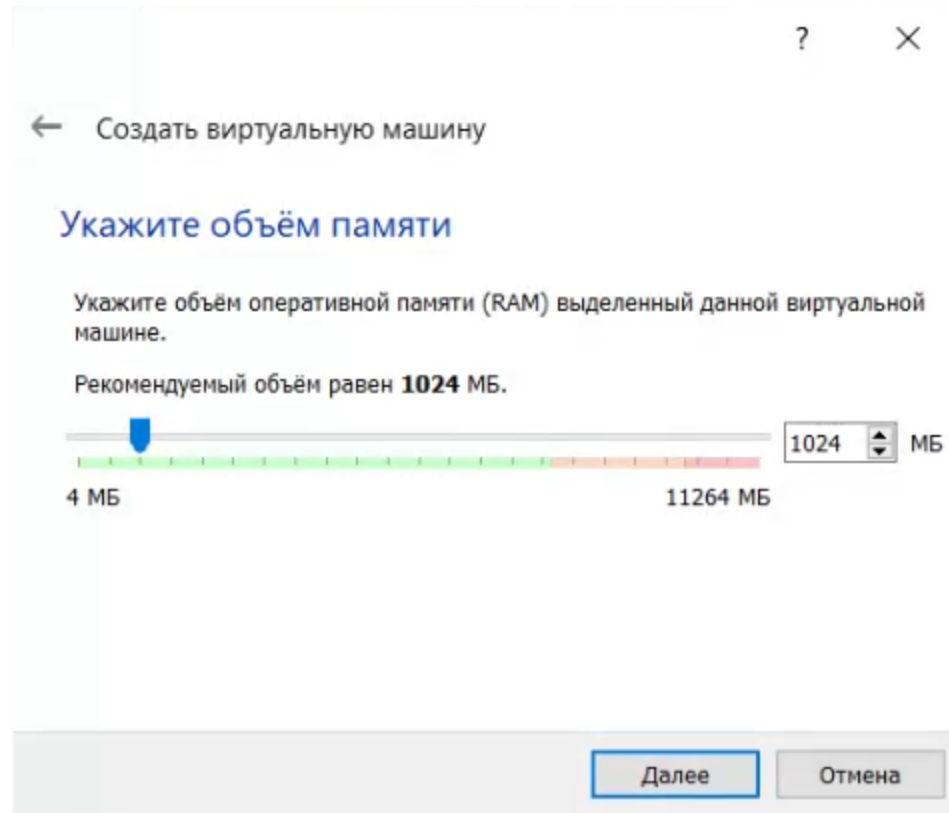 ?
Создать виртуальную машину
Укажите объём памяти
Укажите объём оперативной памяти (RAM) выделенный данной виртуальной
машине.
Рекомендуемый объём равен 1024 МБ.
1024 МБ
4 МБ 11264 МБ
Далее Отмена